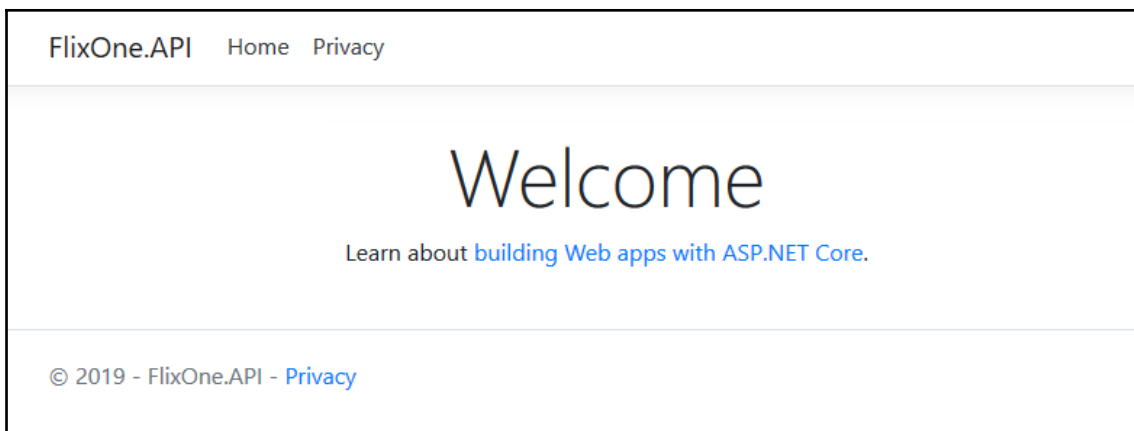 FlixOne.API Home Privacy
Welcome
Learn about building Web apps with ASP.NET Core.
© 2019 - FlixOne.API - Privacy